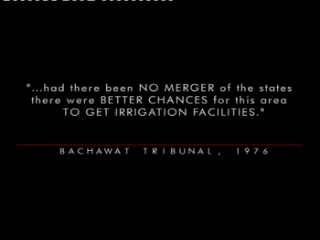 "...had there been NO MERGER of the states
there were BETTER CHANCES for this area
TO GET IRRIGATION FACILITIES."
BACHAWAT TRIBUNAL, 1976